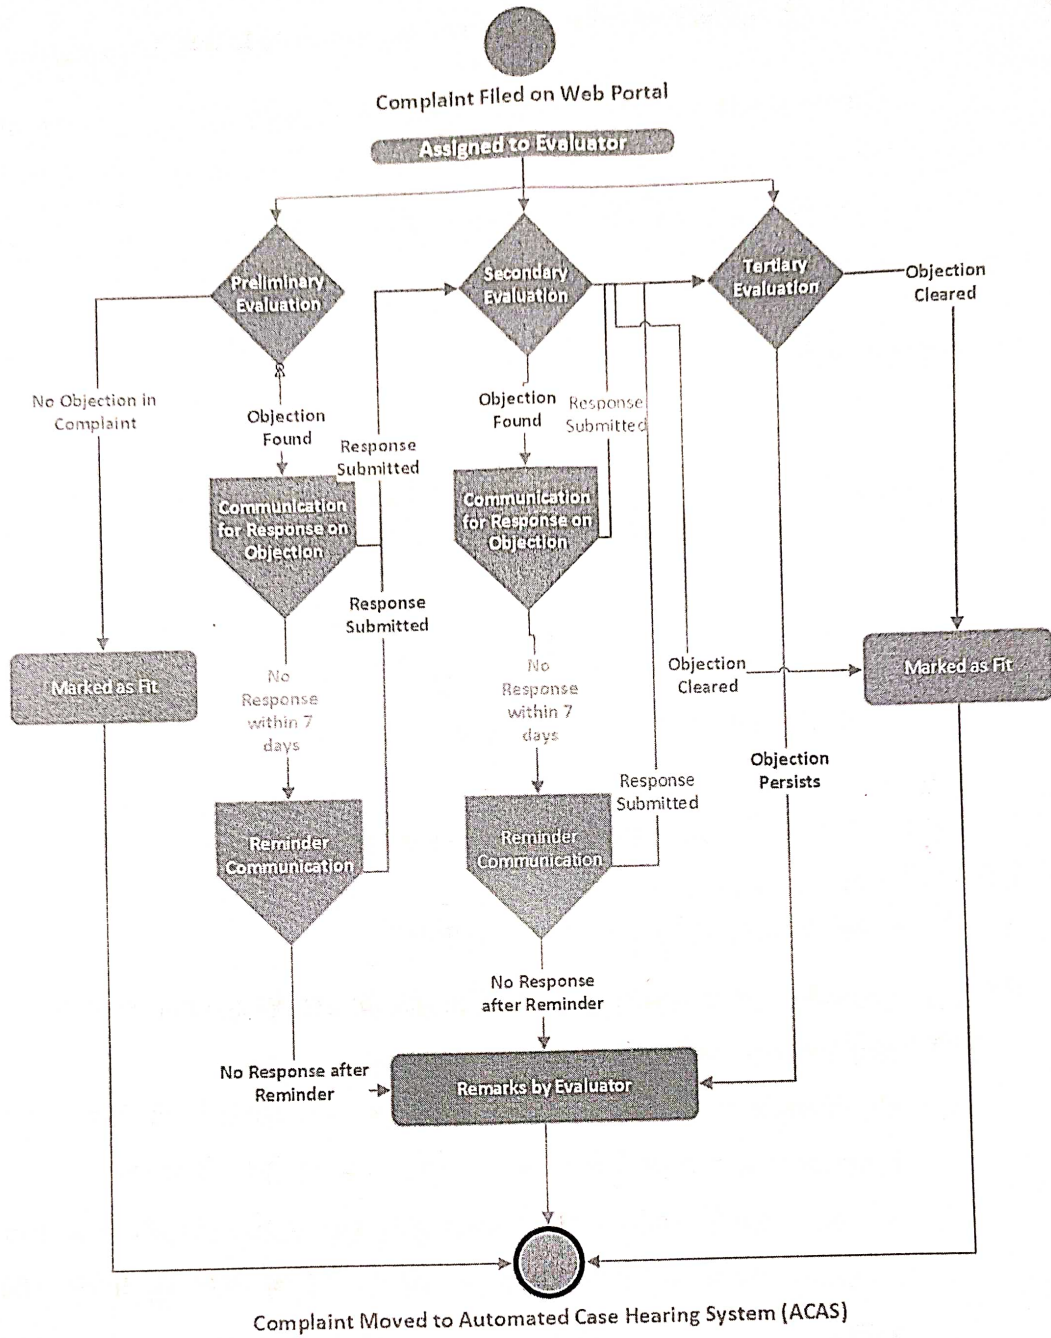 Complaint Filed on Web Portal
Assigned to Evaluator
Preliminary
Evaluation
Secondary
Evaluation
Tertiary
Evaluation
Objection
Cleared
No Objection in
Complaint
Objection
Found
Response
Submitted
Objection
Found
Response
Submitted
Communication
for Response on
Objection
Communication
for Response on
Objection
Response
Submitted
Marked as Fit
No
Response
within 7
days
No
Response
within 7
days
Objection
Cleared
Marked as Fit
Objection
Persists
Response
Submitted
Reminder
Communication
Reminder
Communication
No Response
after Reminder
No Response after
Reminder
Remarks by Evaluator
Complaint Moved to Automated Case Hearing System (ACAS)